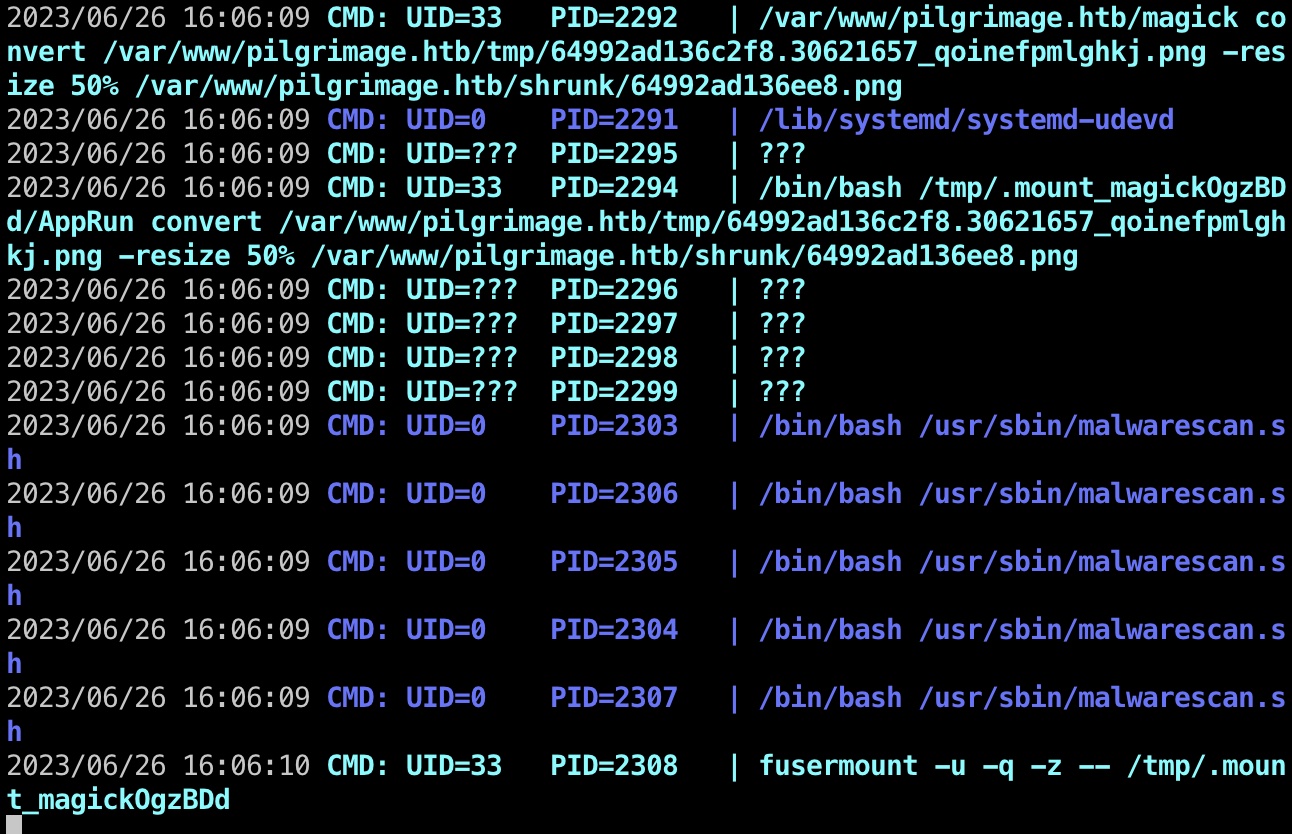 2023/06/26 16:06:09 CMD: UID=33   PID=2292   | /var/www/pilgrimage.htb/magick co
nvert /var/www/pilgrimage.htb/tmp/64992ad136c2f8.30621657_qoinefpmlghkj.png -res
ize 50% /var/www/pilgrimage.htb/shrunk/64992ad136ee8.png
2023/06/26 16:06:09 CMD: UID=0    PID=2291   | /lib/systemd/systemd-udevd
2023/06/26 16:06:09 CMD: UID=???  PID=2295   | ???
2023/06/26 16:06:09 CMD: UID=33   PID=2294   | /bin/bash /tmp/.mount_magickOgzBD
d/AppRun convert /var/www/pilgrimage.htb/tmp/64992ad136c2f8.30621657_qoinefpmlgh
kj.png -resize 50% /var/www/pilgrimage.htb/shrunk/64992ad136ee8.png
2023/06/26 16:06:09 CMD: UID=???  PID=2296   | ???
2023/06/26 16:06:09 CMD: UID=???  PID=2297   | ???
2023/06/26 16:06:09 CMD: UID=???  PID=2298   | ???
2023/06/26 16:06:09 CMD: UID=???  PID=2299   | ???
2023/06/26 16:06:09 CMD: UID=0    PID=2303   | /bin/bash /usr/sbin/malwarescan.s
h
2023/06/26 16:06:09 CMD: UID=0    PID=2306   | /bin/bash /usr/sbin/malwarescan.s
h
2023/06/26 16:06:09 CMD: UID=0    PID=2305   | /bin/bash /usr/sbin/malwarescan.s
h
2023/06/26 16:06:09 CMD: UID=0    PID=2304   | /bin/bash /usr/sbin/malwarescan.s
h
2023/06/26 16:06:09 CMD: UID=0    PID=2307   | /bin/bash /usr/sbin/malwarescan.s
h
2023/06/26 16:06:10 CMD: UID=33   PID=2308   | fusermount -u -q -z -- /tmp/.moun
t_magickOgzBDd